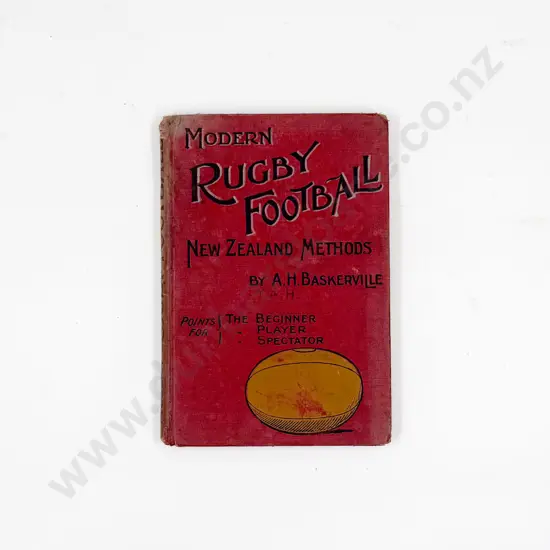 MODERN
RUGBY
FOOTBALL
NEW ZEALAND METHODS
BY A.H. BASKERVILLE
POINTS FOR { THE BEGINNER
" PLAYER
" SPECTATOR